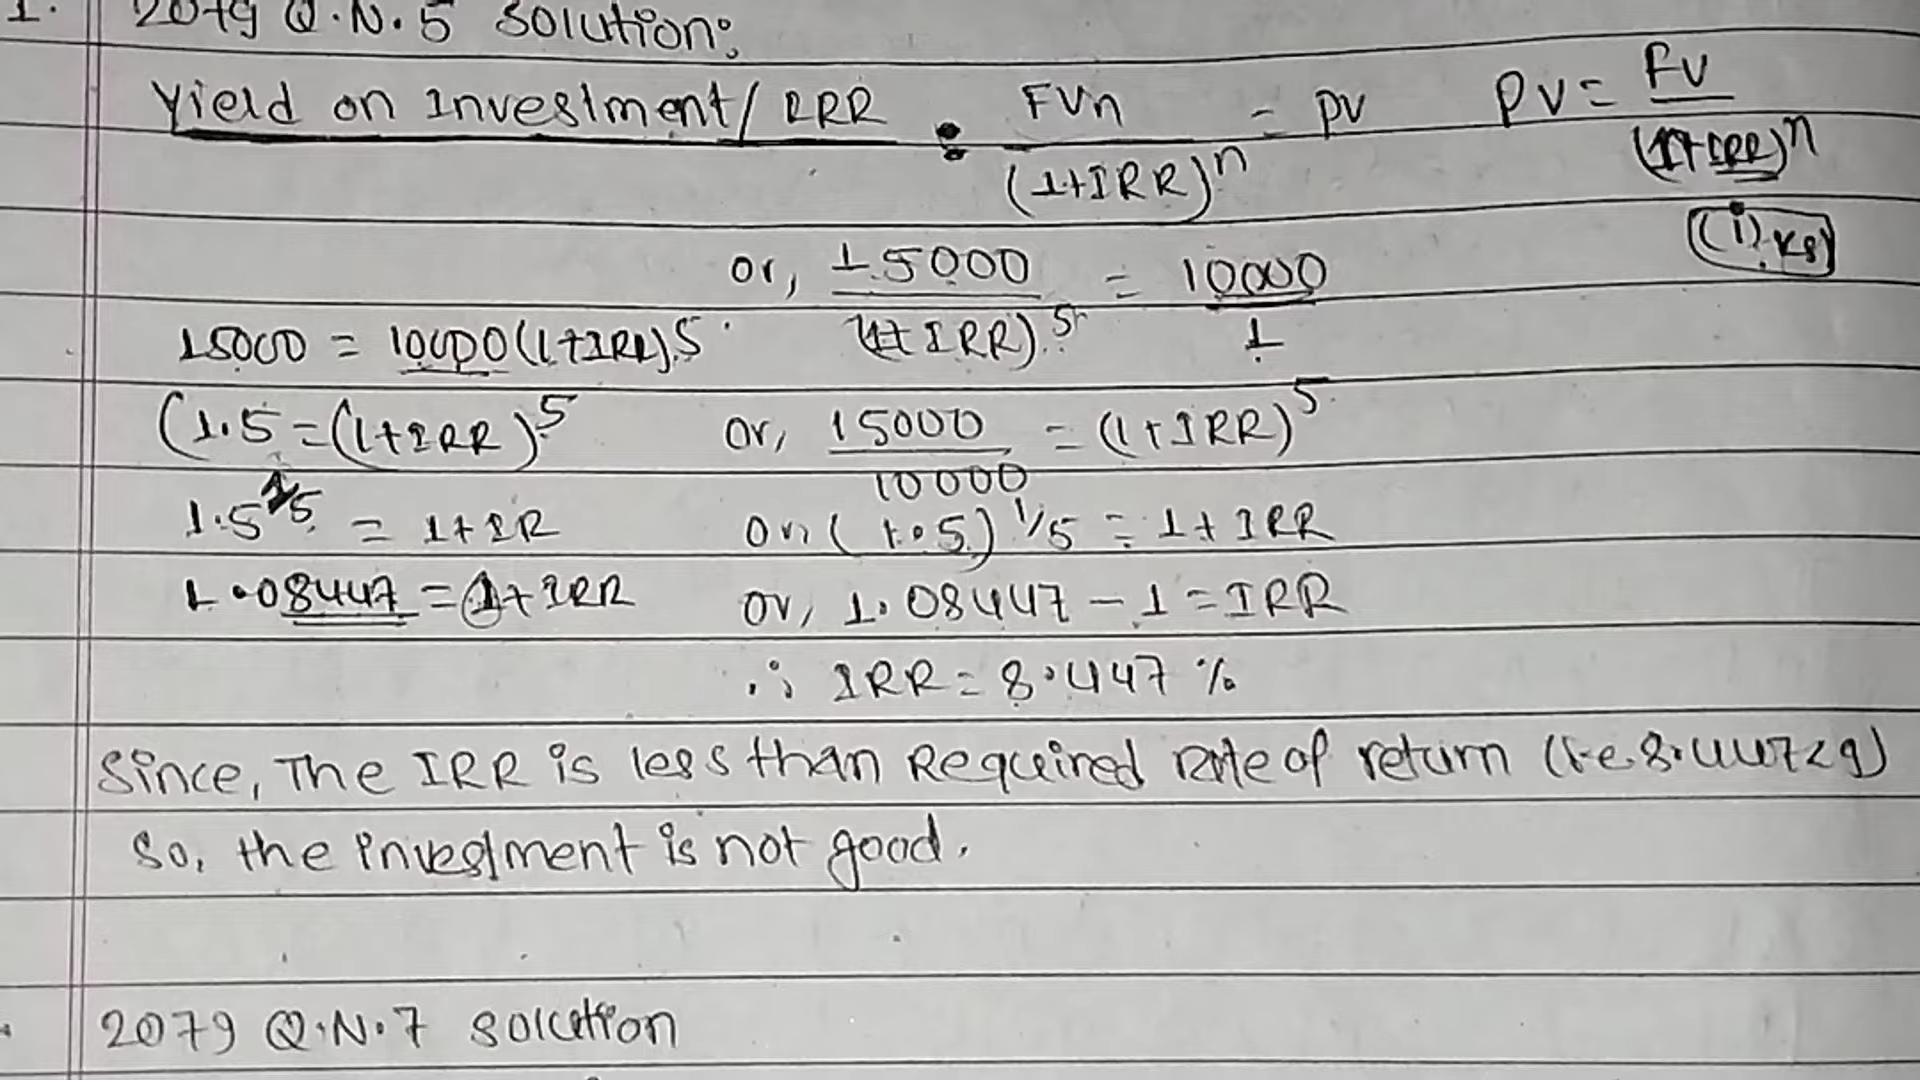 1. 2079 Q.N.5 Solution:
Yield on Investment/ IRR : FVn / (1+IRR)^n = PV PV = FV / (1+IRR)^n
or, 15000 / (1+IRR)^5 = 10000 / 1 (i)
15000 = 10000(1+IRR)5
(1.5 = (1+IRR)^5 or, 15000 / 10000 = (1+IRR)^5
1.5^1/5 = 1+IR or, (1.5)^1/5 = 1+IRR
1.08447 = 1+IRR or, 1.08447 - 1 = IRR
∴ IRR = 8.447 %
Since, The IRR is less than Required rate of return (i.e. 8.447<9)
So, the investment is not good.
2079 Q.N.7 Solution